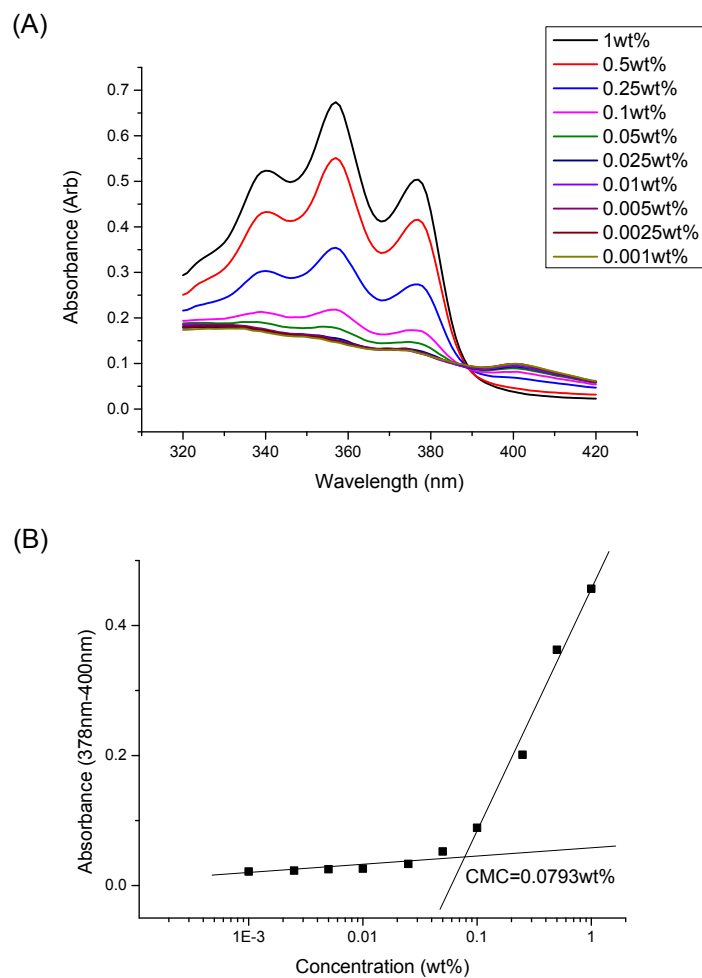 (A)
1wt%
0.5wt%
0.25wt%
0.1wt%
0.05wt%
0.025wt%
0.01wt%
0.005wt%
0.0025wt%
0.001wt%
0.7
0.6
0.5
0.4
0.3
0.2
0.1
0.0
Absorbance (Arb)
320 340 360 380 400 420
Wavelength (nm)
(B)
0.4
0.2
0.0
Absorbance (378nm-400nm)
CMC=0.0793wt%
1E-3 0.01 0.1 1
Concentration (wt%)